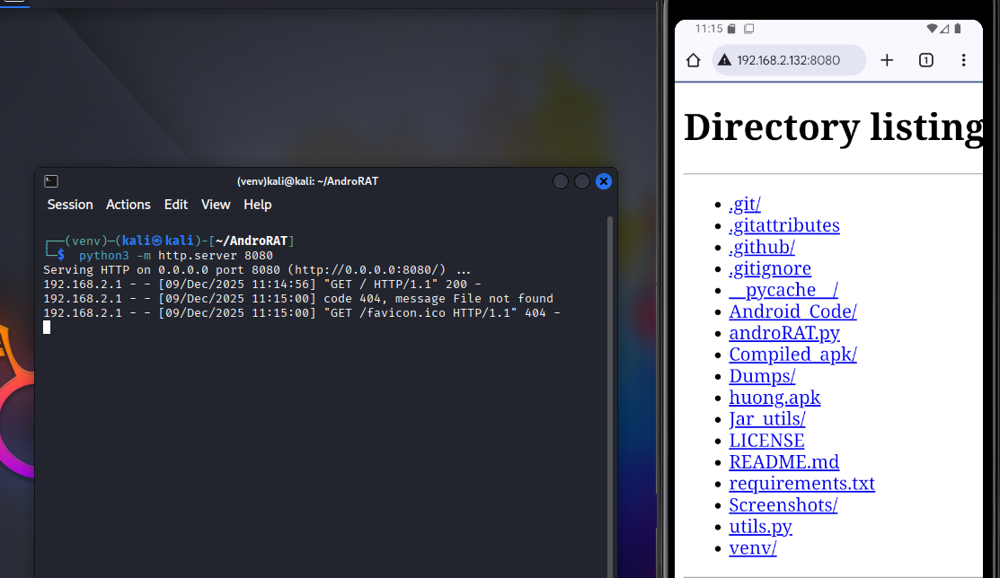 (venv)kali@kali: ~/AndroRAT
Session Actions Edit View Help
┌──(venv)─(kali㉿kali)-[~/AndroRAT]
└─$ python3 -m http.server 8080
Serving HTTP on 0.0.0.0 port 8080 (http://0.0.0.0:8080/) ...
192.168.2.1 - - [09/Dec/2025 11:14:56] "GET / HTTP/1.1" 200 -
192.168.2.1 - - [09/Dec/2025 11:15:00] code 404, message File not found
192.168.2.1 - - [09/Dec/2025 11:15:00] "GET /favicon.ico HTTP/1.1" 404 -
11:15
192.168.2.132:8080
1
Directory listing
.git/
.gitattributes
.github/
.gitignore
__pycache__/
Android_Code/
androRAT.py
Compiled_apk/
Dumps/
huong.apk
Jar_utils/
LICENSE
README.md
requirements.txt
Screenshots/
utils.py
venv/